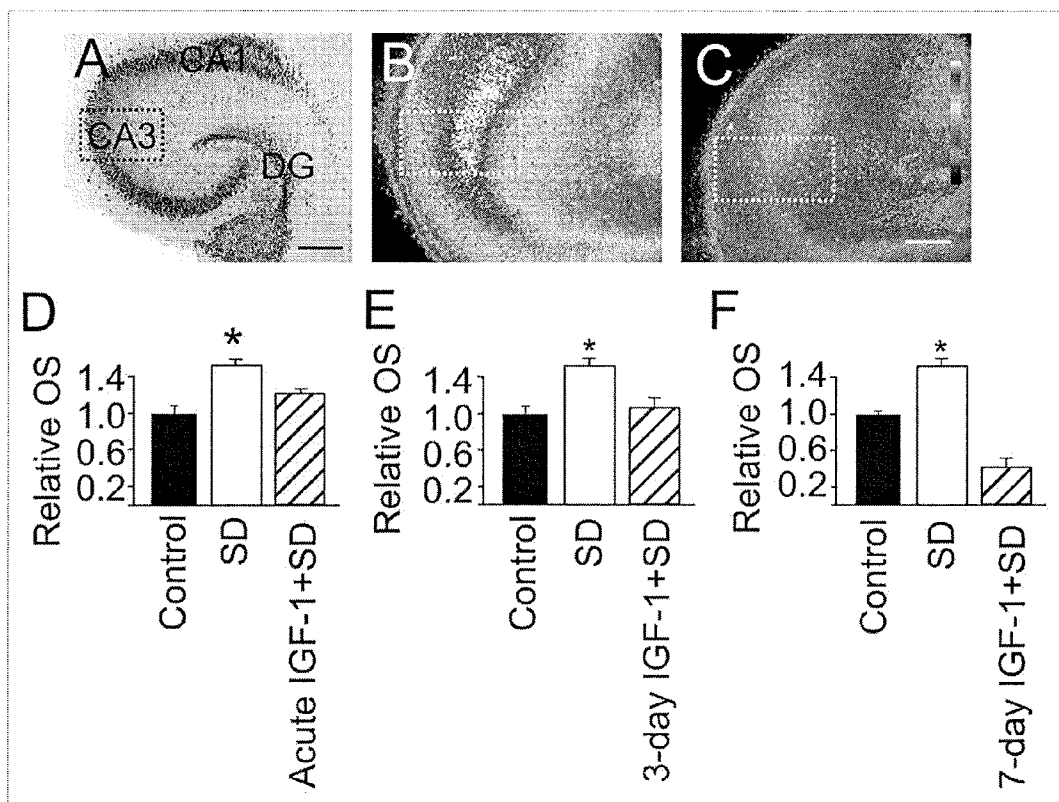 A
CA1
CA3
DG
B
C
D
Relative OS
1.4
1.0
0.6
0.2
*
Control
SD
Acute IGF-1+SD
E
Relative OS
1.4
1.0
0.6
0.2
*
Control
SD
3-day IGF-1+SD
F
Relative OS
1.4
1.0
0.6
0.2
*
Control
SD
7-day IGF-1+SD